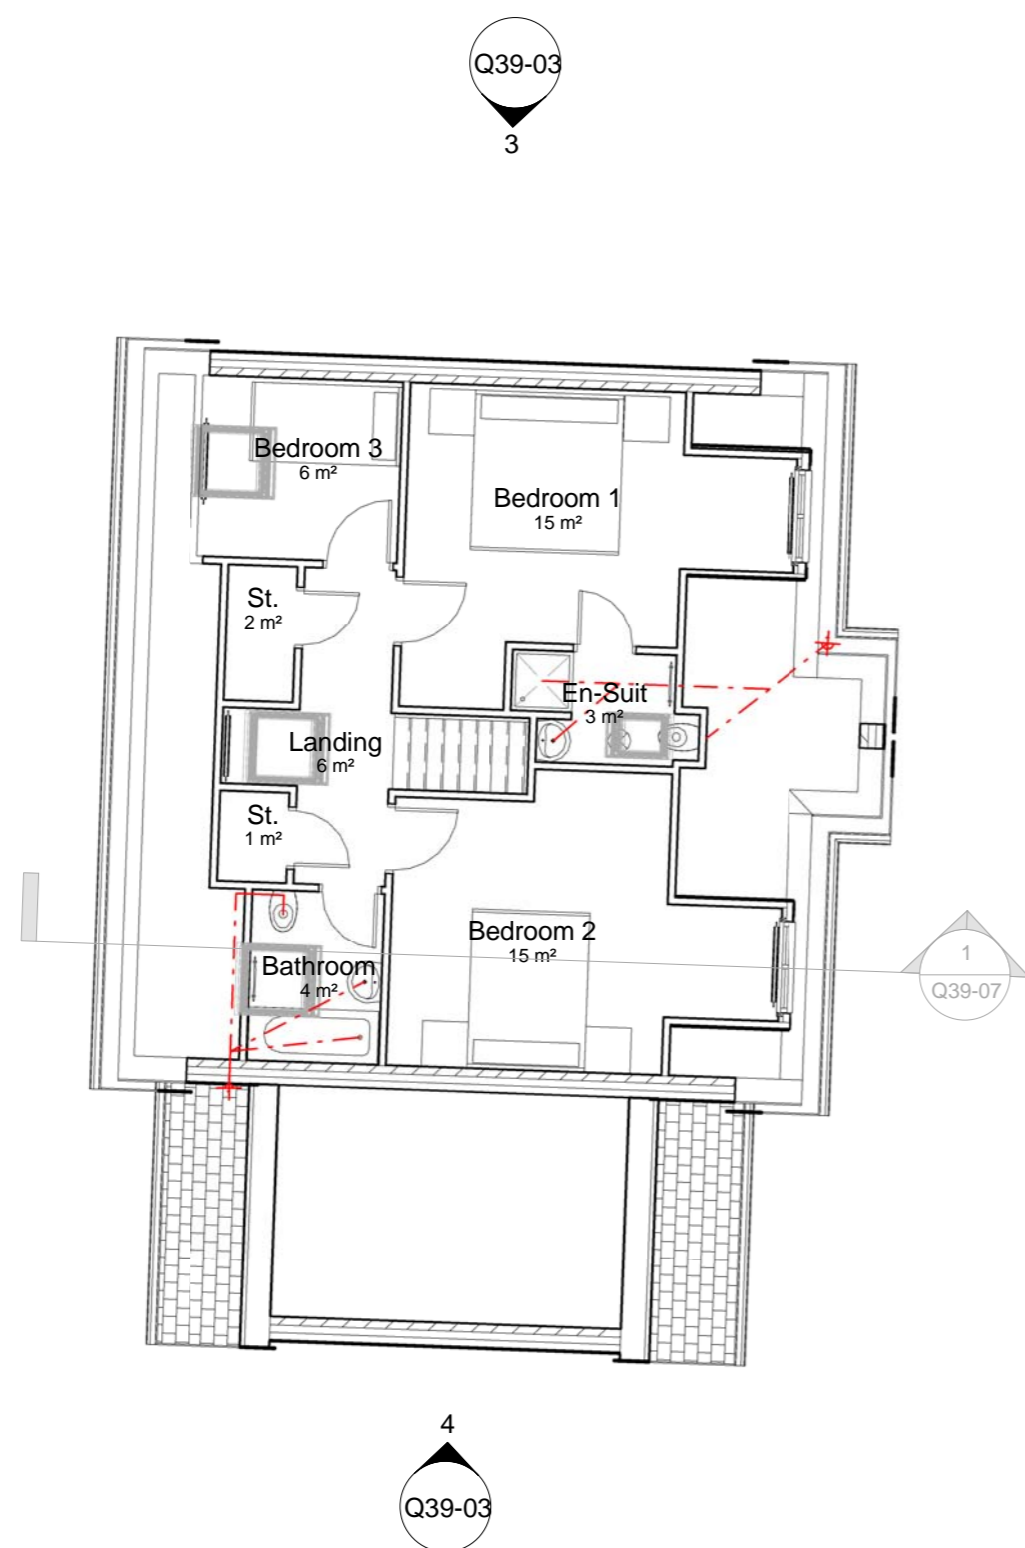 Q39-03
3
Bedroom 3
6 m²
Bedroom 1
15 m²
St.
2 m²
En-Suit
3 m²
Landing
6 m²
St.
1 m²
Bedroom 2
15 m²
Bathroom
4 m²
1
Q39-07
4
Q39-03